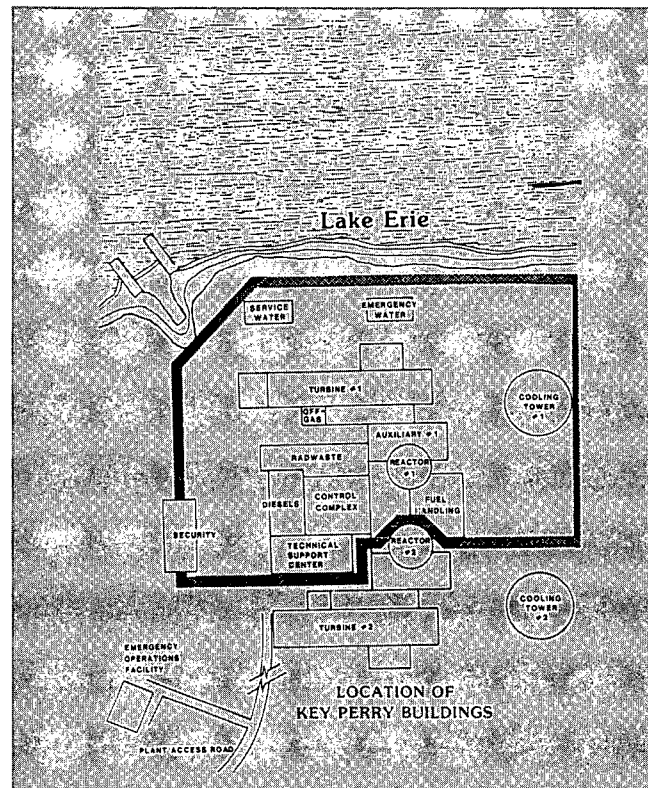 Lake Erie
SERVICE
WATER
EMERGENCY
WATER
TURBINE #1
COOLING
TOWER
#1
OFF-
GAS
AUXILIARY #1
RADWASTE
REACTOR
#1
DIESELS
CONTROL
COMPLEX
FUEL
HANDLING
SECURITY
TECHNICAL
SUPPORT
CENTER
REACTOR
#2
COOLING
TOWER
#2
TURBINE #2
EMERGENCY
OPERATIONS
FACILITY
LOCATION OF
KEY PERRY BUILDINGS
PLANT ACCESS ROAD